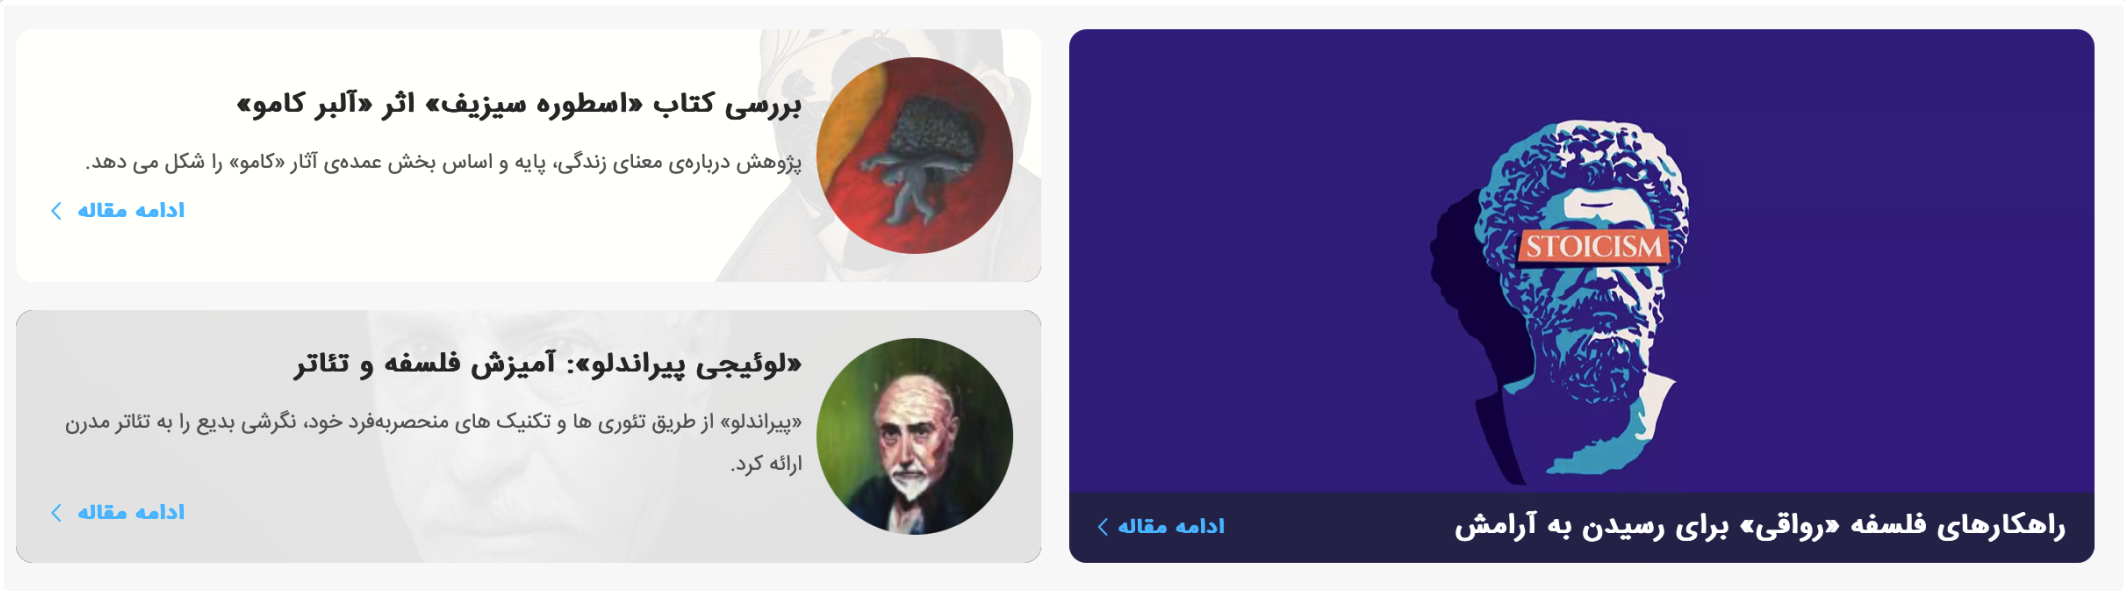 STOICISM
راهکارهای فلسفه «رواقی» برای رسیدن به آرامش
ادامه مقاله
بررسی کتاب «اسطوره سیزیف» اثر «آلبر کامو»
پژوهش درباره‌ی معنای زندگی، پایه و اساس بخش عمده‌ی آثار «کامو» را شکل می دهد.
ادامه مقاله
«لوئیجی پیراندلو»: آمیزش فلسفه و تئاتر
«پیراندلو» از طریق تئوری ها و تکنیک های منحصربه‌فرد خود، نگرشی بدیع را به تئاتر مدرن
ارائه کرد.
ادامه مقاله